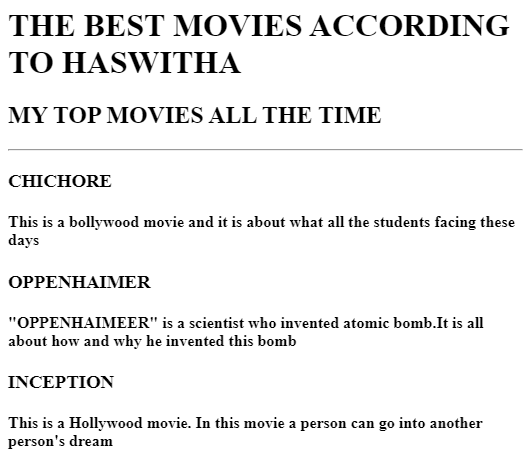 THE BEST MOVIES ACCORDING
TO HASWITHA
MY TOP MOVIES ALL THE TIME
CHICHORE
This is a bollywood movie and it is about what all the students facing these
days
OPPENHAIMER
"OPPENHAIMEER" is a scientist who invented atomic bomb.It is all
about how and why he invented this bomb
INCEPTION
This is a Hollywood movie. In this movie a person can go into another
person's dream